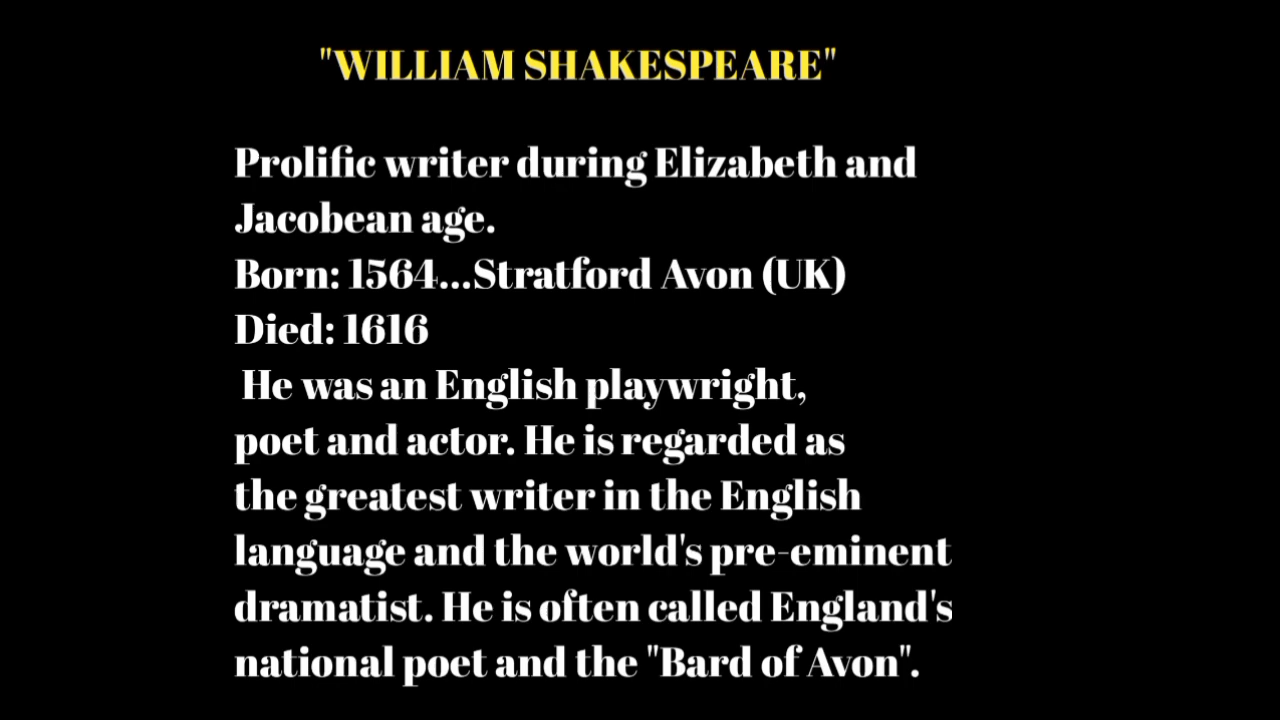 "WILLIAM SHAKESPEARE"
Prolific writer during Elizabeth and
Jacobean age.
Born: 1564...Stratford Avon (UK)
Died: 1616
He was an English playwright,
poet and actor. He is regarded as
the greatest writer in the English
language and the world's pre-eminent
dramatist. He is often called England's
national poet and the "Bard of Avon".